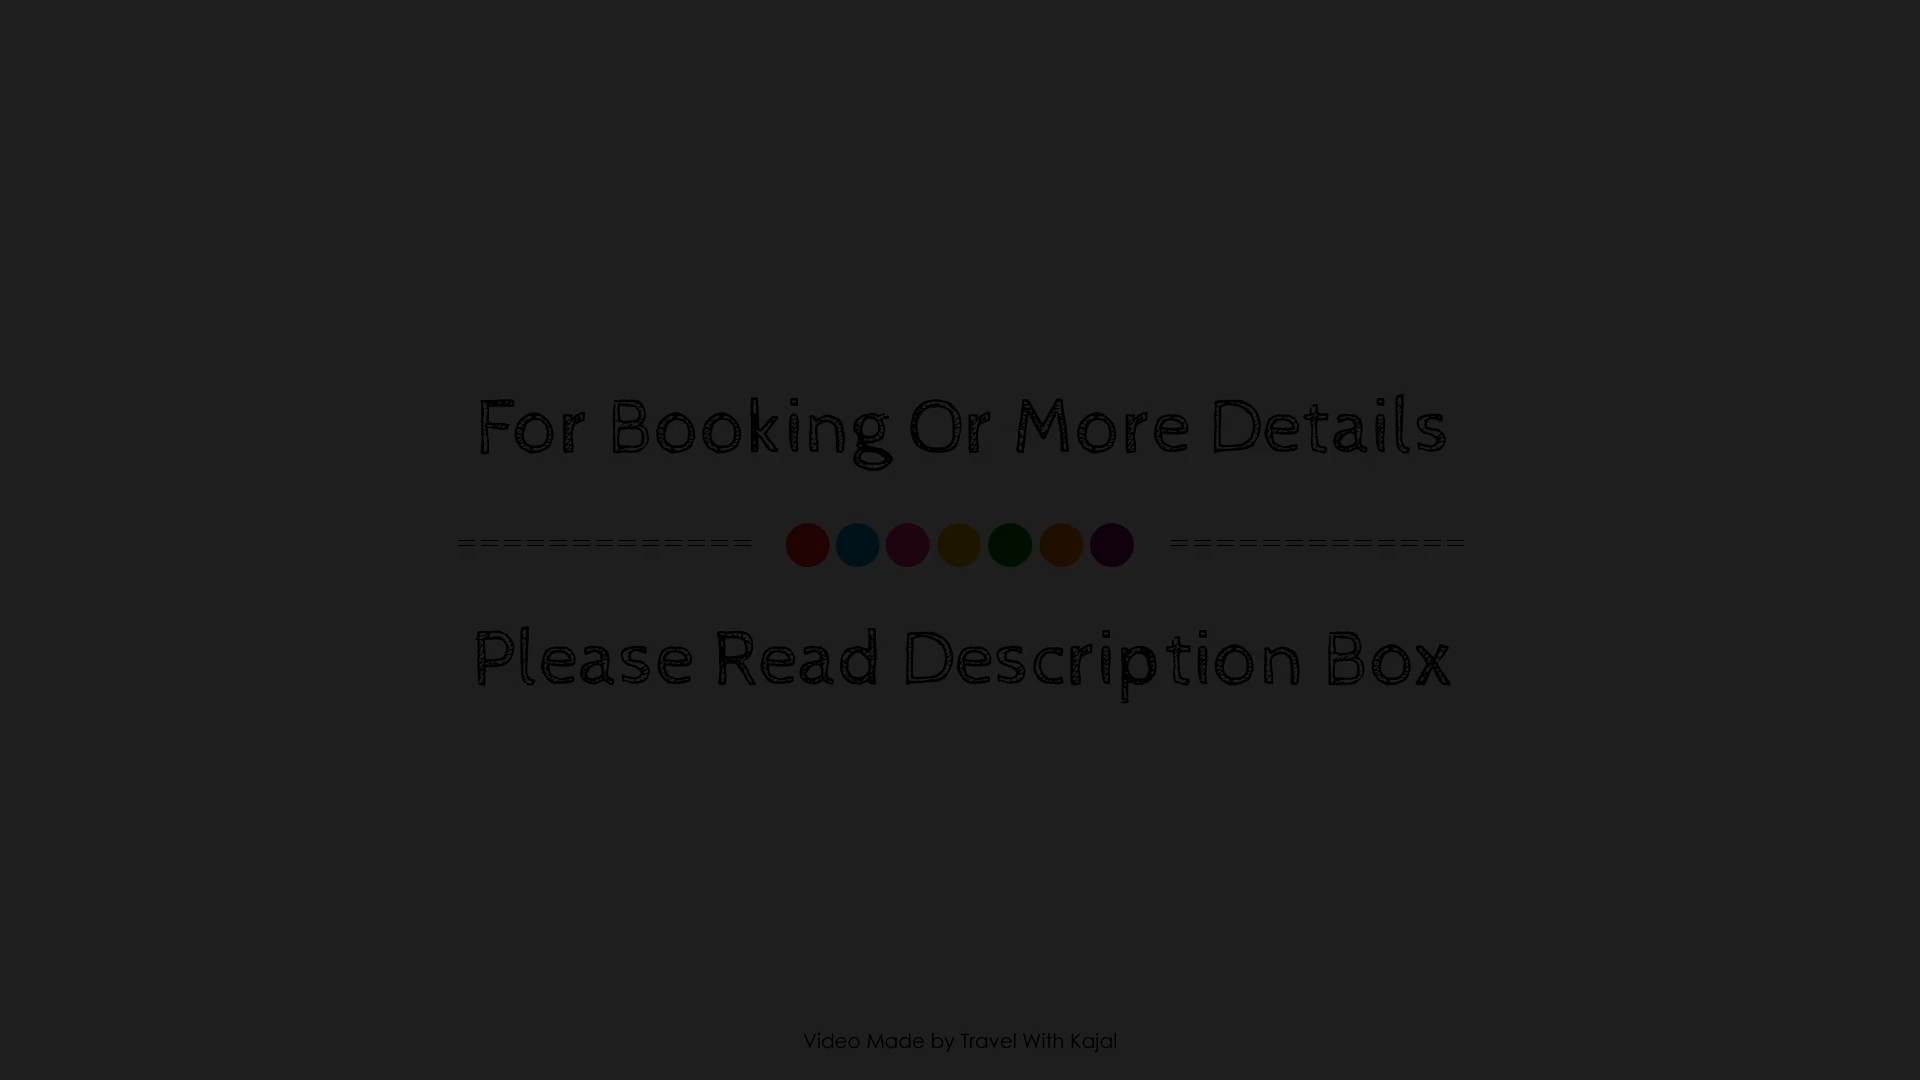 For Booking Or More Details
============= =============
Please Read Description Box
Video Made by Travel With Kajal